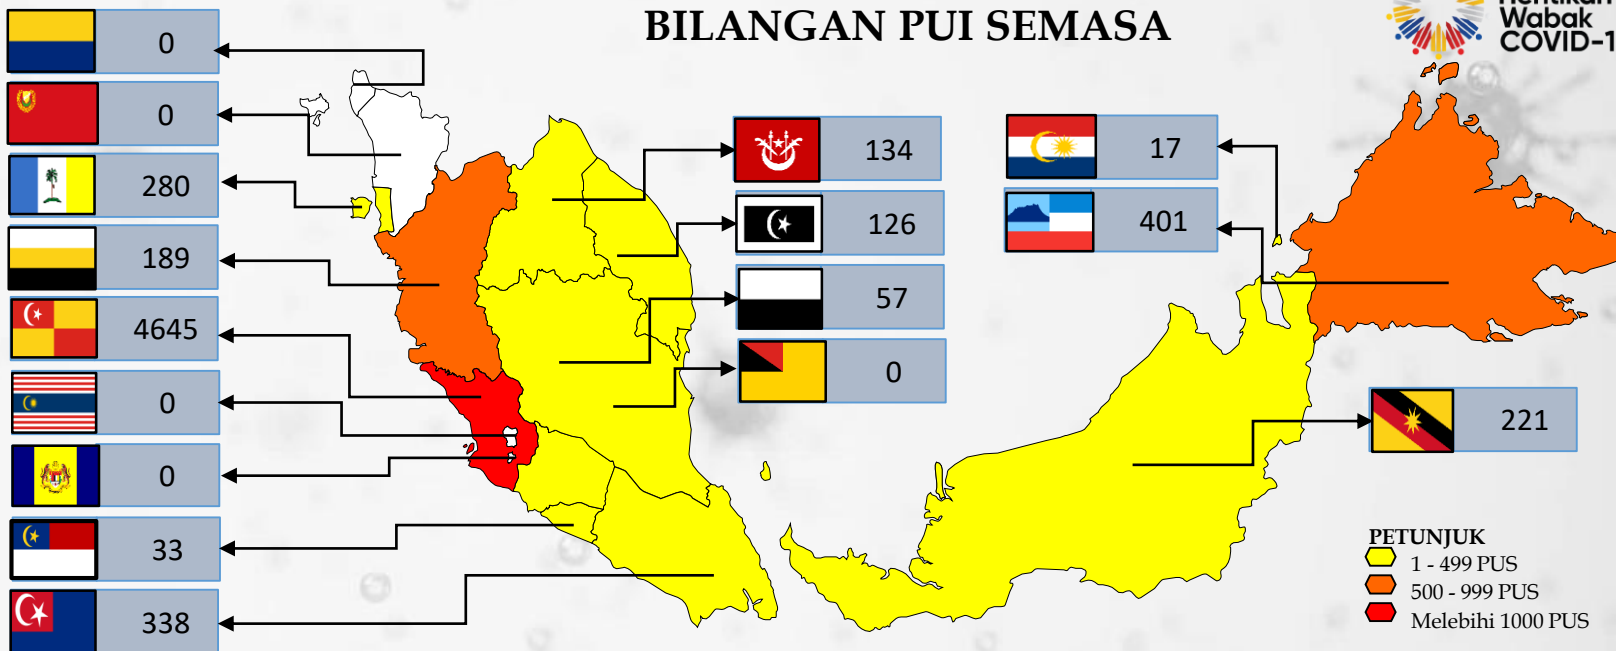 BILANGAN PUI SEMASA
Hentikan
Wabak
COVID-1
0
0
280
189
4645
0
0
33
338
134
126
57
0
17
401
221
PETUNJUK
1 - 499 PUS
500 - 999 PUS
Melebihi 1000 PUS